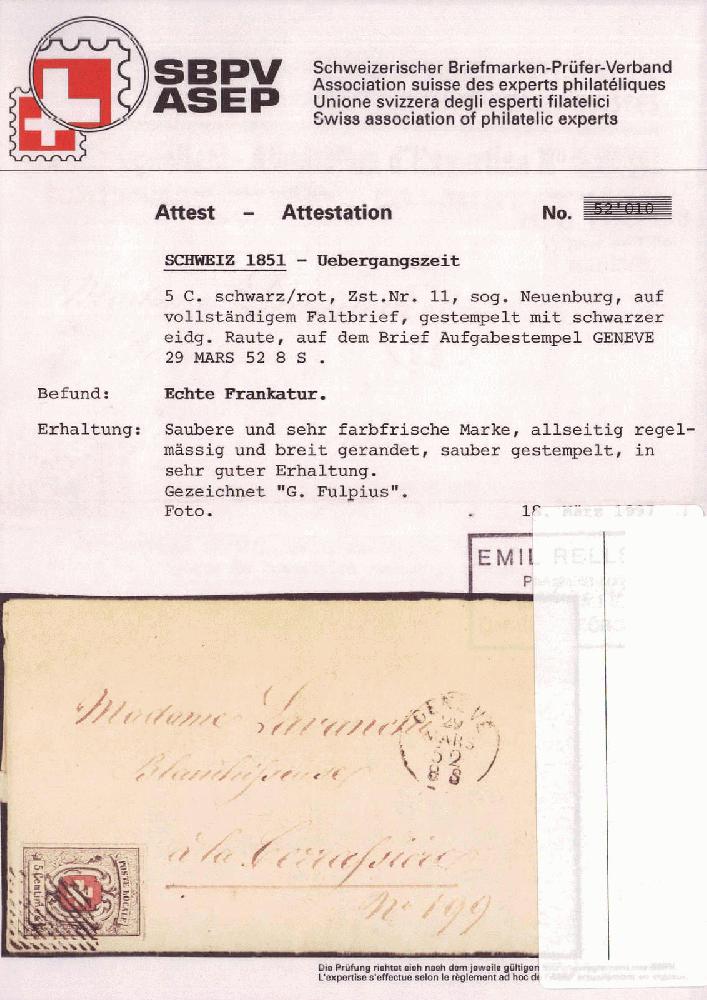 SBPV
ASEP
Schweizerischer Briefmarken-Prüfer-Verband
Association suisse des experts philatéliques
Unione svizzera degli esperti filatelici
Swiss association of philatelic experts
Attest - Attestation No. 52'010
SCHWEIZ 1851 - Uebergangszeit
5 C. schwarz/rot, Zst.Nr. 11, sog. Neuenburg, auf
vollständigem Faltbrief, gestempelt mit schwarzer
eidg. Raute, auf dem Brief Aufgabestempel GENEVE
29 MARS 52 8 S .
Befund: Echte Frankatur.
Erhaltung: Saubere und sehr farbfrische Marke, allseitig regel-
mässig und breit gerandet, sauber gestempelt, in
sehr guter Erhaltung.
Gezeichnet "G. Fulpius".
Foto. 18. März 1997
EMIL
Madame
GENEVE
29
MARS
52
8 S
à la
No 199
POSTE LOCALE
Die Prüfung richtet sich nach dem jeweils gültigen
L'expertise s'effectue selon le règlement ad hoc de